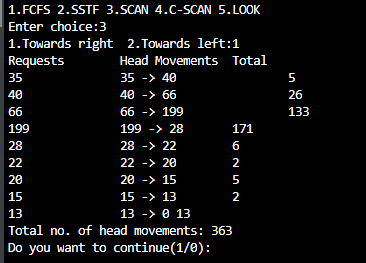 1.FCFS 2.SSTF 3.SCAN 4.C-SCAN 5.LOOK
Enter choice:3
1.Towards right  2.Towards left:1
Requests        Head Movements  Total
35              35 -> 40                5
40              40 -> 66                26
66              66 -> 199               133
199             199 -> 28       171
28              28 -> 22        6
22              22 -> 20        2
20              20 -> 15        5
15              15 -> 13        2
13              13 -> 0 13
Total no. of head movements: 363
Do you want to continue(1/0):